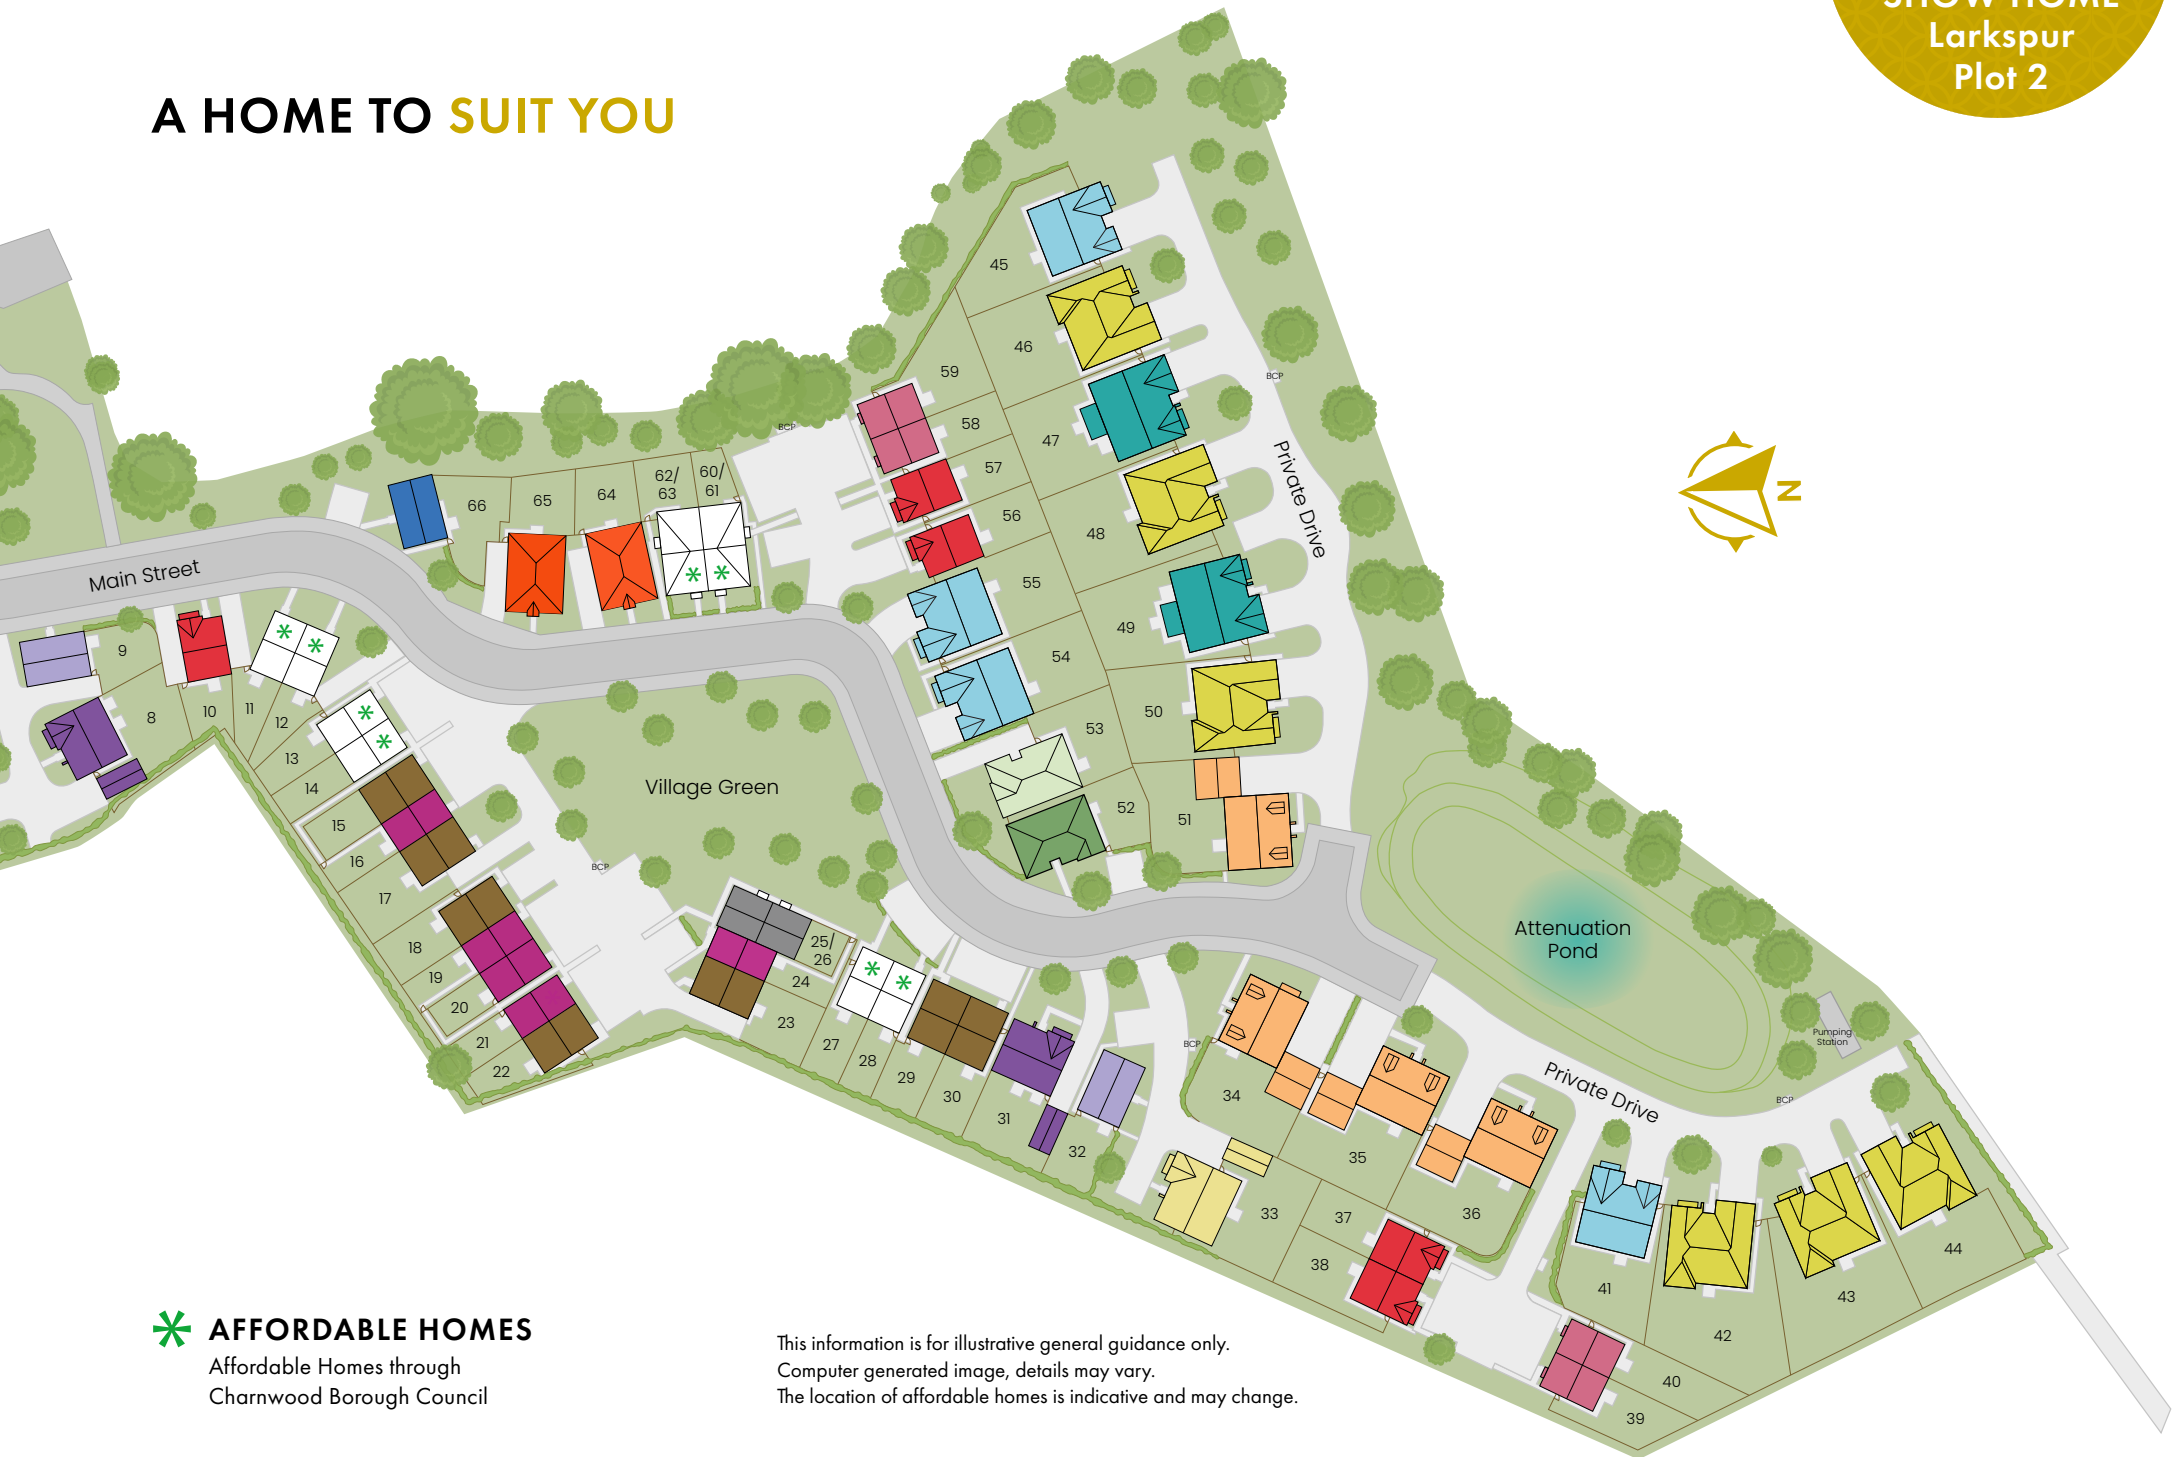 SHOW HOME
Larkspur
Plot 2
A HOME TO SUIT YOU
45
46
59
BCP
58
47
57
62/
63
60/
61
BCP
66
65
64
56
48
Private Drive
N
Main Street
55
49
9
54
8
10
11
12
50
53
13
14
Village Green
52
51
15
16
BCP
17
25/
26
18
19
24
Attenuation
Pond
20
23
21
27
28
22
29
30
31
32
BCP
34
Pumping
Station
Private Drive
BCP
35
33
37
36
38
41
44
43
42
40
39
AFFORDABLE HOMES
Affordable Homes through
Charnwood Borough Council
This information is for illustrative general guidance only.
Computer generated image, details may vary.
The location of affordable homes is indicative and may change.